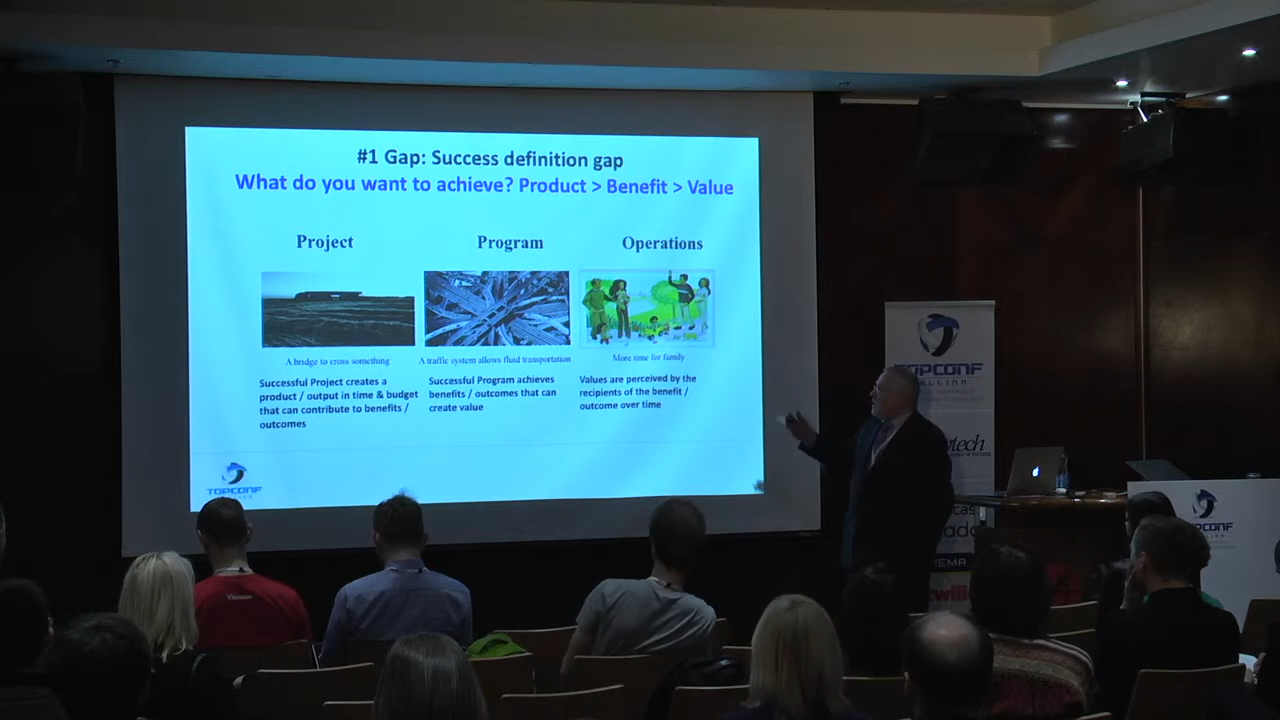 #1 Gap: Success definition gap
What do you want to achieve? Product > Benefit > Value
Project
Program
Operations
A bridge to cross something
A traffic system allows fluid transportation
More time for family
Successful Project creates a
product / output in time & budget
that can contribute to benefits /
outcomes
Successful Program achieves
benefits / outcomes that can
create value
Values are perceived by the
recipients of the benefit /
outcome over time
TOPCONF
TOPCONF
TALLINN
TOPCONF